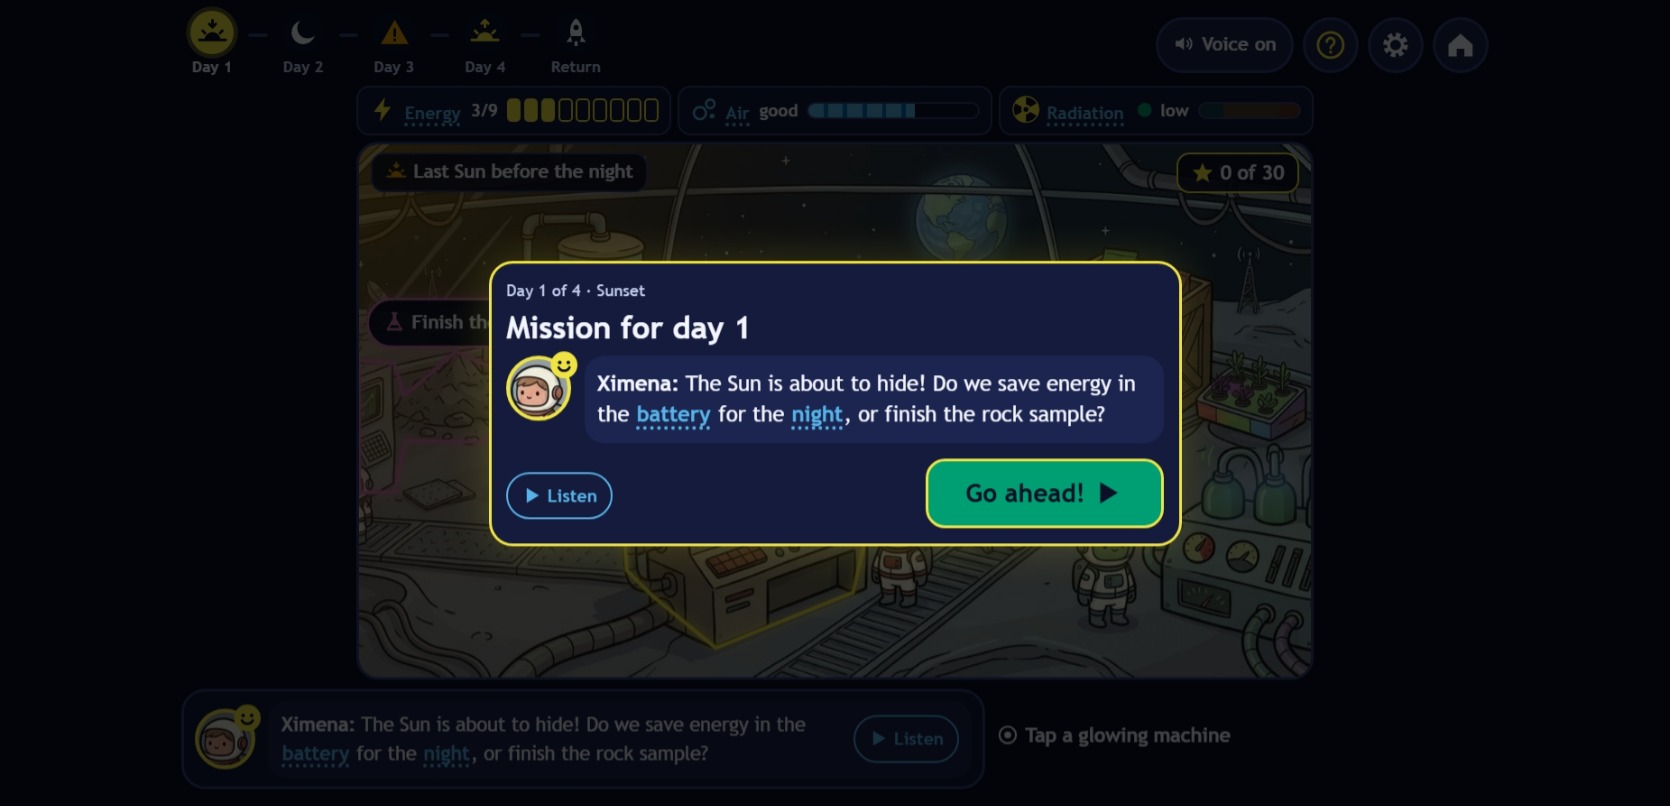 Day 1
Day 2
Day 3
Day 4
Return
Voice on
Energy 3/9
Air good
Radiation low
Last Sun before the night
0 of 30
Finish th
Day 1 of 4 · Sunset
Mission for day 1
Ximena: The Sun is about to hide! Do we save energy in
the battery for the night, or finish the rock sample?
Listen
Go ahead!
Ximena: The Sun is about to hide! Do we save energy in the
battery for the night, or finish the rock sample?
Listen
Tap a glowing machine